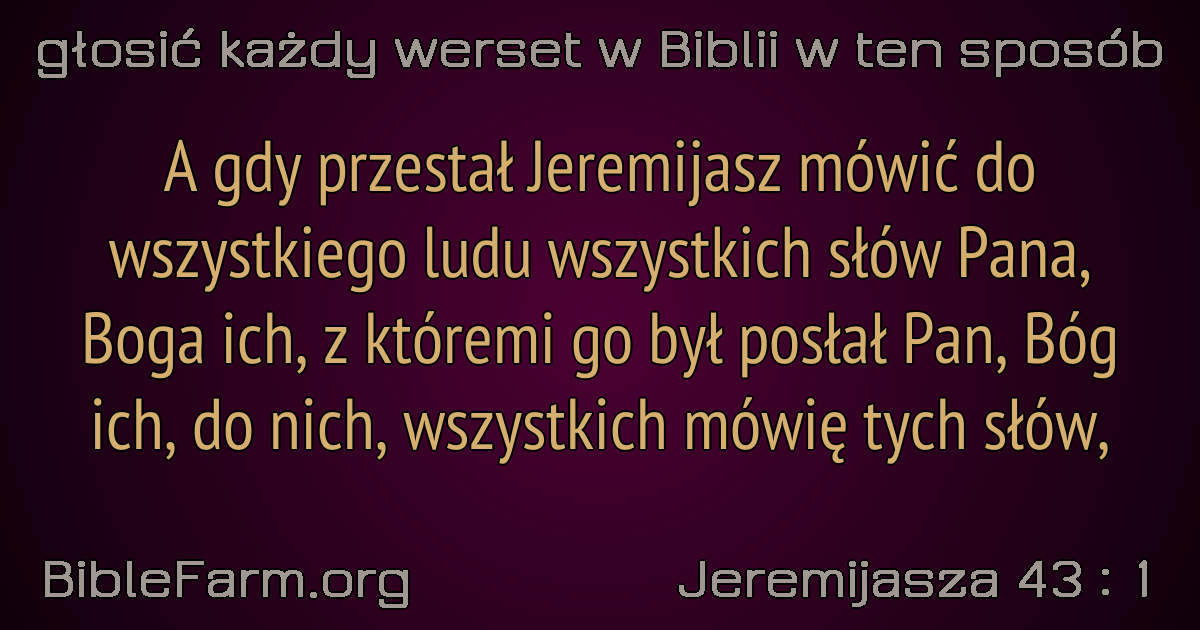 głosić każdy werset w Biblii w ten sposób
A gdy przestał Jeremijasz mówić do
wszystkiego ludu wszystkich słów Pana,
Boga ich, z któremi go był posłał Pan, Bóg
ich, do nich, wszystkich mówię tych słów,
BibleFarm.org
Jeremijasza 43 : 1